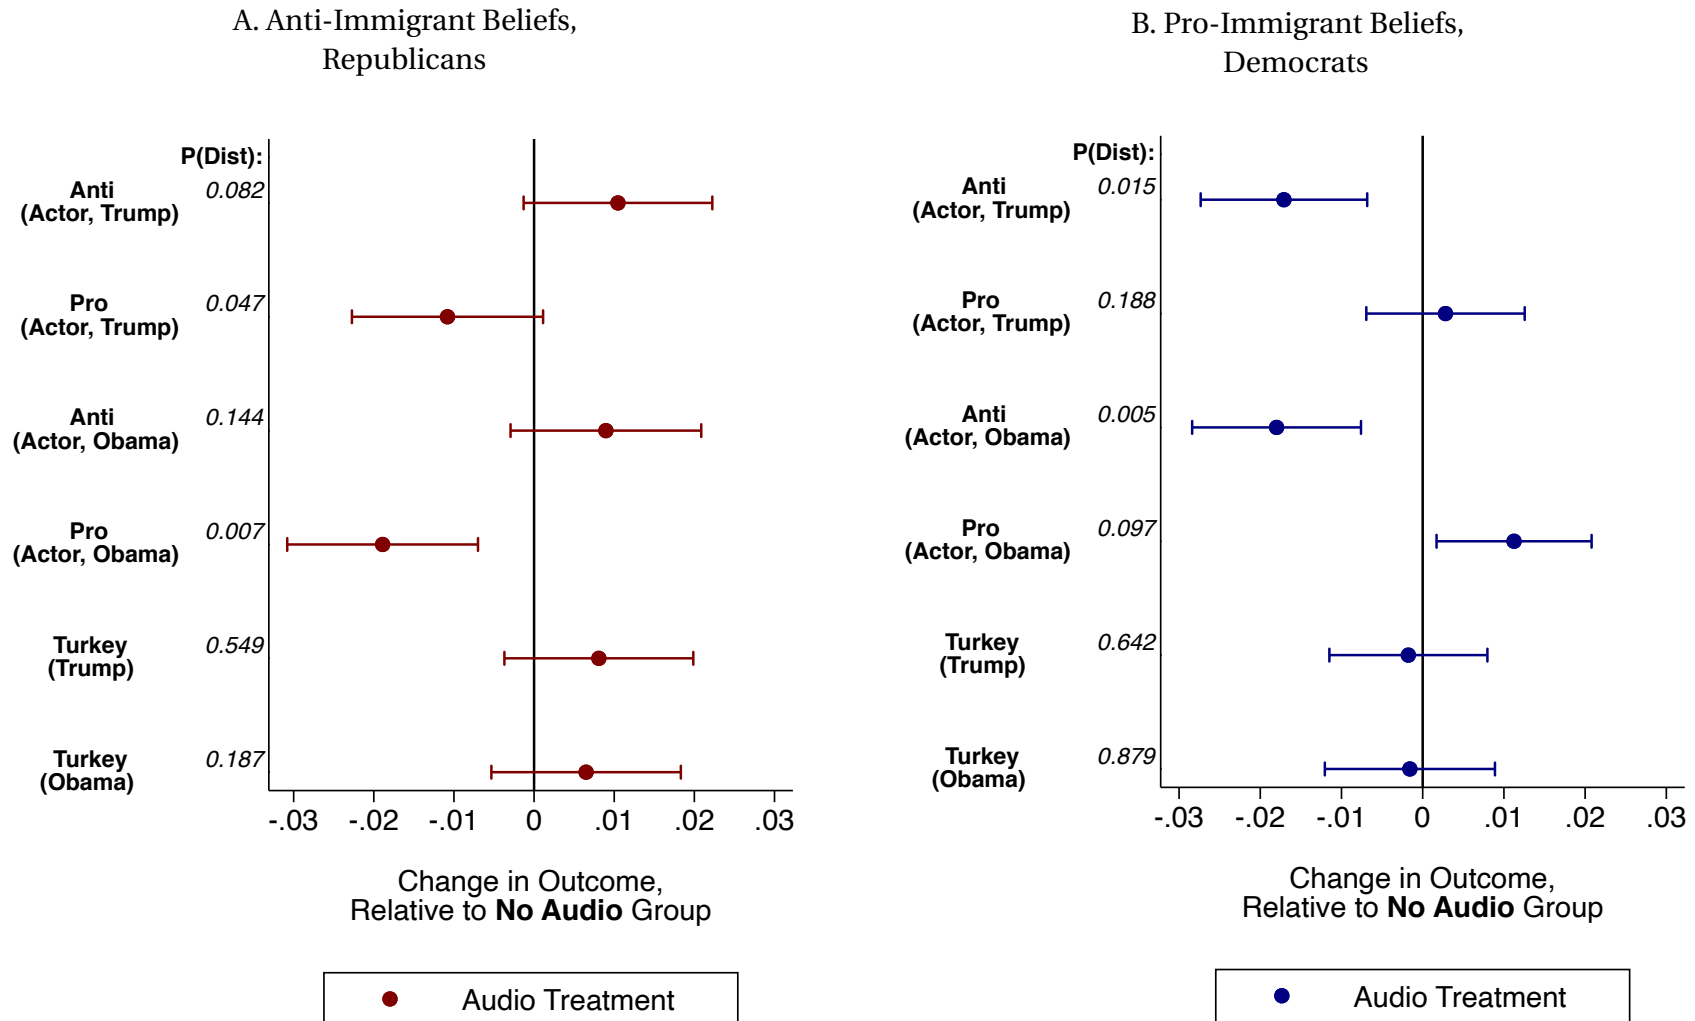 A. Anti-Immigrant Beliefs,
Republicans
P(Dist):
Anti
(Actor, Trump)
0.082
Pro
(Actor, Trump)
0.047
Anti
(Actor, Obama)
0.144
Pro
(Actor, Obama)
0.007
Turkey
(Trump)
0.549
Turkey
(Obama)
0.187
-.03 -.02 -.01 0 .01 .02 .03
Change in Outcome,
Relative to No Audio Group
Audio Treatment
B. Pro-Immigrant Beliefs,
Democrats
P(Dist):
Anti
(Actor, Trump)
0.015
Pro
(Actor, Trump)
0.188
Anti
(Actor, Obama)
0.005
Pro
(Actor, Obama)
0.097
Turkey
(Trump)
0.642
Turkey
(Obama)
0.879
-.03 -.02 -.01 0 .01 .02 .03
Change in Outcome,
Relative to No Audio Group
Audio Treatment